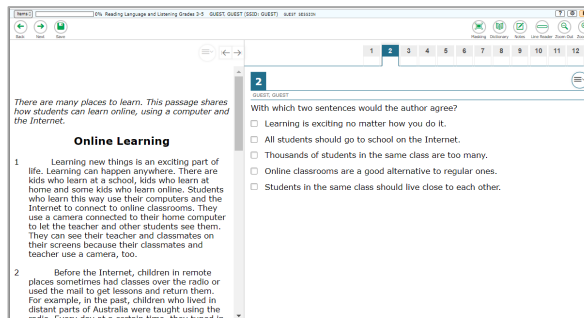 Items
0% Reading Language and Listening Grades 3-5 GUEST, GUEST (SSID: GUEST) GUEST SESSION
Back Next Save
Masking Dictionary Notes Line Reader Zoom Out
1 2 3 4 5 6 7 8 9 10 11 12
There are many places to learn. This passage shares
how students can learn online, using a computer and
the Internet.
Online Learning
1 Learning new things is an exciting part of
life. Learning can happen anywhere. There are
kids who learn at a school, kids who learn at
home and some kids who learn online. Students
who learn this way use their computers and the
Internet to connect to online classrooms. They
use a camera connected to their home computer
to let the teacher and other students see them.
They can see their teacher and classmates on
their screens because their classmates and
teacher use a camera, too.
2 Before the Internet, children in remote
places sometimes had classes over the radio or
used the mail to get lessons and return them.
For example, in the past, children who lived in
distant parts of Australia were taught using the
2
GUEST, GUEST
With which two sentences would the author agree?
Learning is exciting no matter how you do it.
All students should go to school on the Internet.
Thousands of students in the same class are too many.
Online classrooms are a good alternative to regular ones.
Students in the same class should live close to each other.